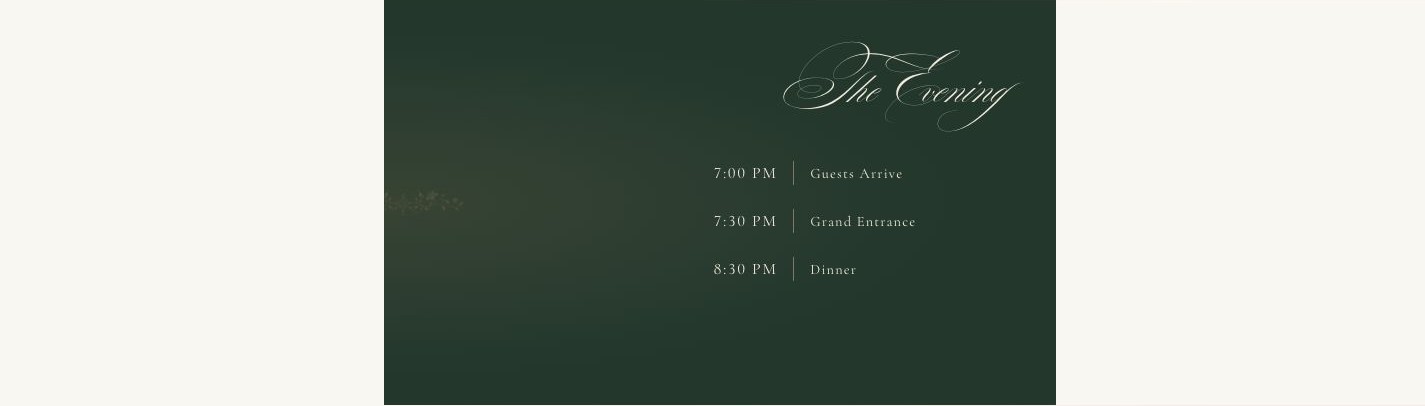 The Evening
7:00 PM Guests Arrive
7:30 PM Grand Entrance
8:30 PM Dinner